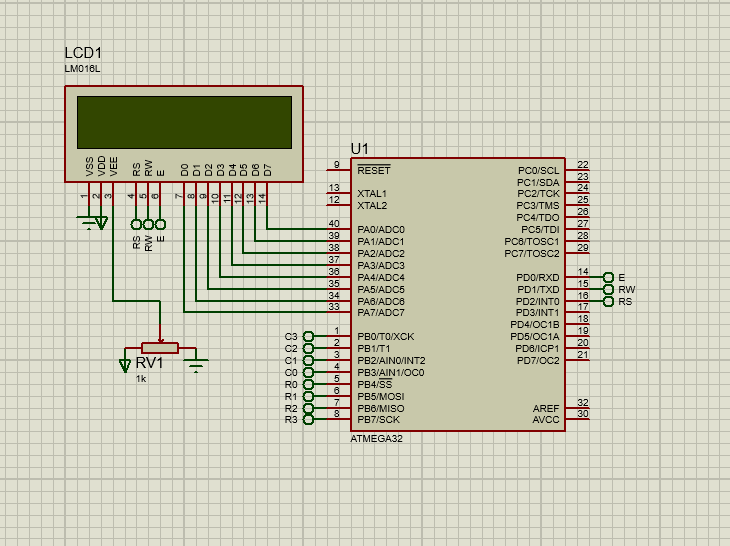 LCD1
LM016L
VSS
VDD
VEE
RS
RW
E
D0
D1
D2
D3
D4
D5
D6
D7
1
2
3
4
5
6
7
8
9
10
11
12
13
14
RS
RW
E
RV1
1k
U1
9 RESET PC0/SCL 22
PC1/SDA 23
13 XTAL1 PC2/TCK 24
12 XTAL2 PC3/TMS 25
PC4/TDO 26
40 PA0/ADC0 PC5/TDI 27
39 PA1/ADC1 PC6/TOSC1 28
38 PA2/ADC2 PC7/TOSC2 29
37 PA3/ADC3
36 PA4/ADC4 PD0/RXD 14 E
35 PA5/ADC5 PD1/TXD 15 RW
34 PA6/ADC6 PD2/INT0 16 RS
33 PA7/ADC7 PD3/INT1 17
PD4/OC1B 18
C3 1 PB0/T0/XCK PD5/OC1A 19
C2 2 PB1/T1 PD6/ICP1 20
C1 3 PB2/AIN0/INT2 PD7/OC2 21
C0 4 PB3/AIN1/OC0
R0 5 PB4/SS
R1 6 PB5/MOSI
R2 7 PB6/MISO AREF 32
R3 8 PB7/SCK AVCC 30
ATMEGA32